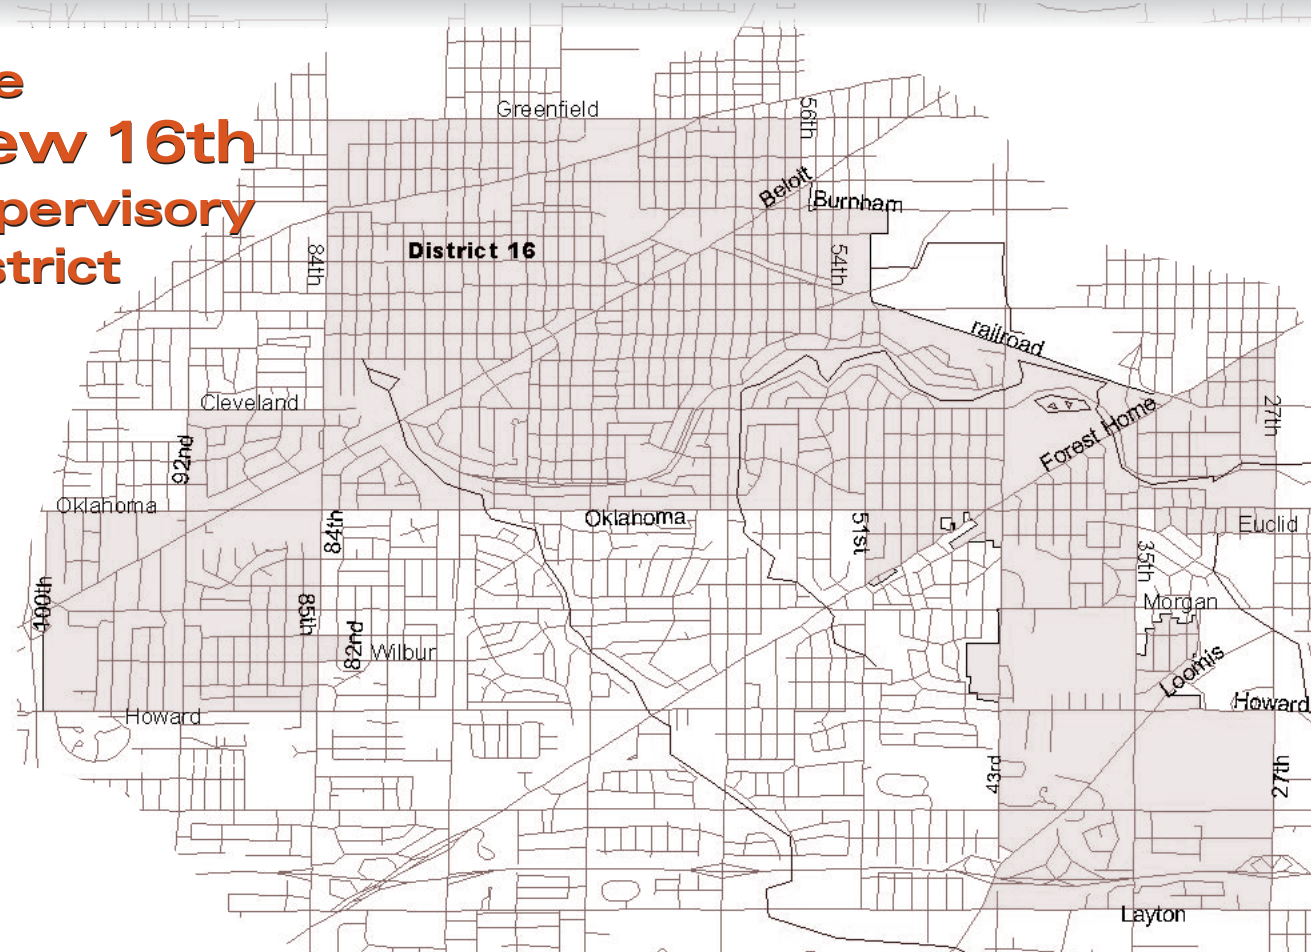 e
ew 16th
pervisory
strict
Greenfield
56th
Beloit
Burnham
84th
District 16
54th
railroad
Cleveland
27th
92nd
Forest Home
Oklahoma
84th
Oklahoma
51st
Euclid
35th
100th
85th
Morgan
82nd
Wilbur
Loomis
Howard
Howard
43rd
27th
Layton